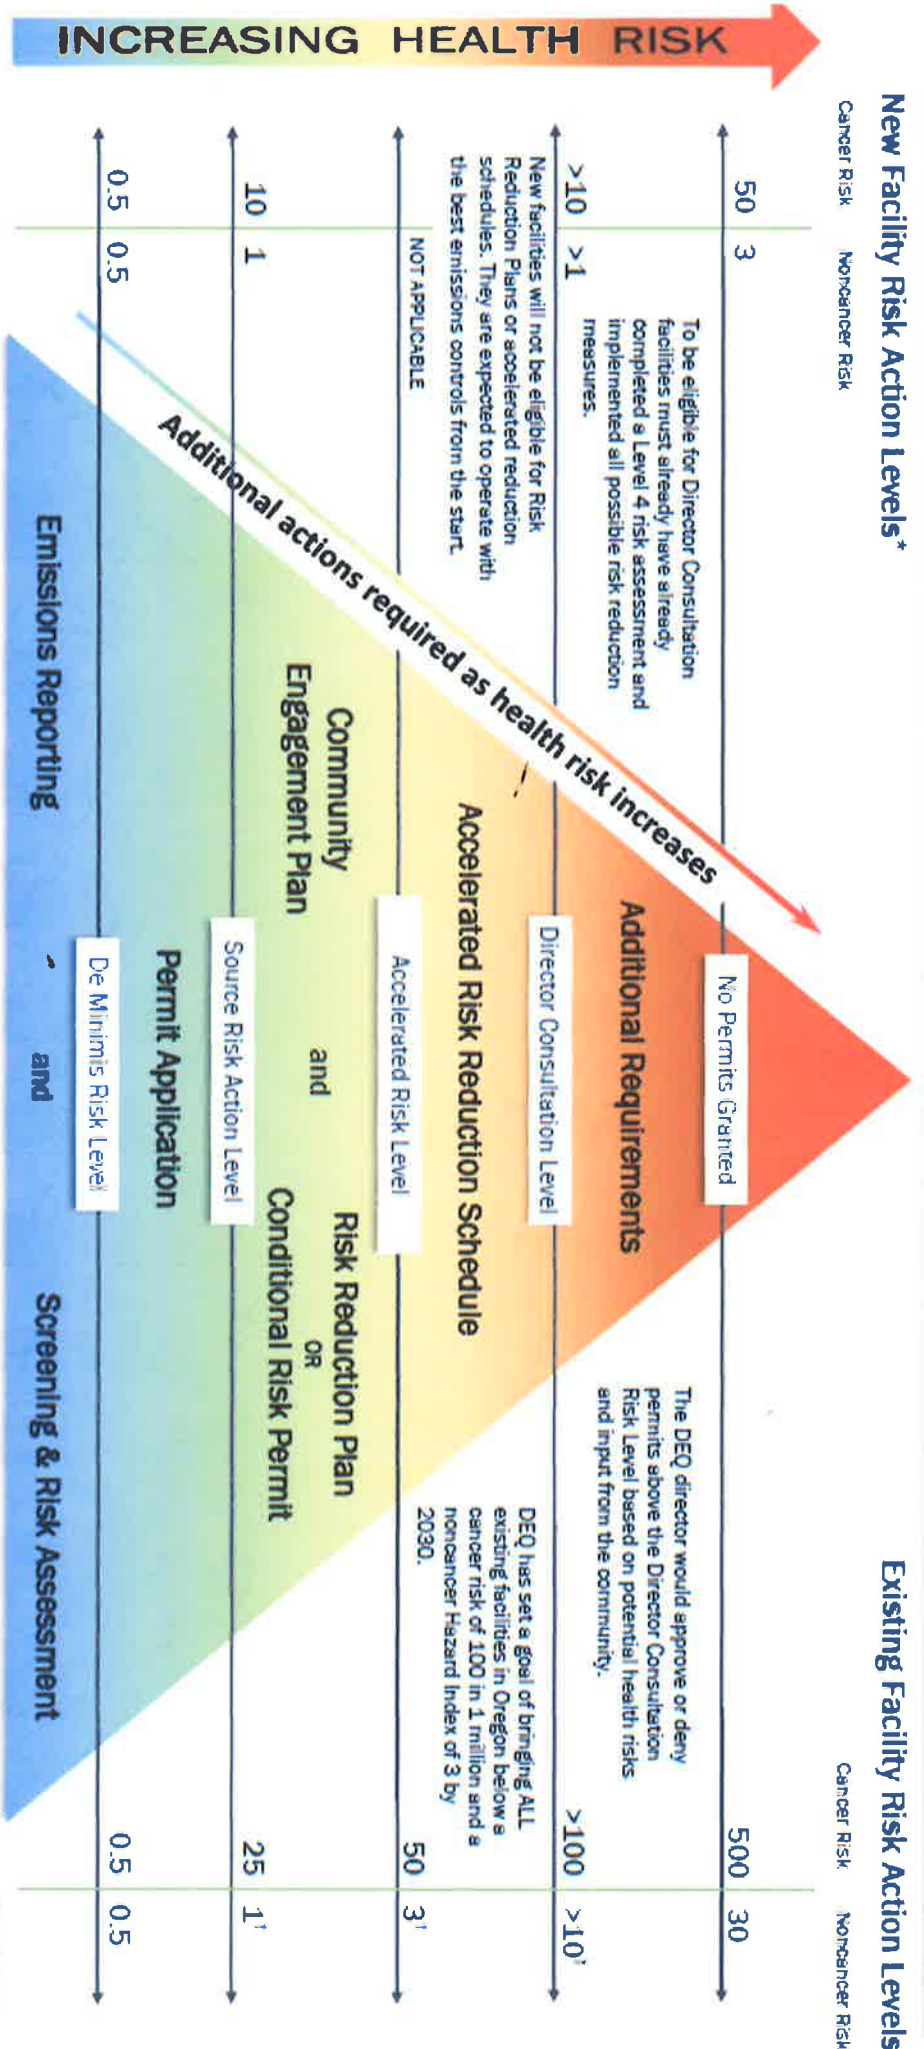 New Facility Risk Action Levels*
Cancer Risk Noncancer Risk
Existing Facility Risk Action Levels
Cancer Risk Noncancer Risk
INCREASING HEALTH RISK
50 3
No Permits Granted
500 30
To be eligible for Director Consultation
facilities must already have already
completed a Level 4 risk assessment and
implemented all possible risk reduction
measures.
Additional Requirements
The DEQ director would approve or deny
permits above the Director Consultation
Risk Level based on potential health risks
and input from the community.
>10 >1
Director Consultation Level
>100 >10†
New facilities will not be eligible for Risk
Reduction Plans or accelerated reduction
schedules. They are expected to operate with
the best emissions controls from the start.
Accelerated Risk Reduction Schedule
DEQ has set a goal of bringing ALL
existing facilities in Oregon below a
cancer risk of 100 in 1 million and a
noncancer Hazard Index of 3 by
2030.
NOT APPLICABLE
Accelerated Risk Level
50 3†
Additional actions required as health risk increases
Community
Engagement Plan
and
Risk Reduction Plan
OR
Conditional Risk Permit
10 1
Source Risk Action Level
25 1†
Permit Application
0.5 0.5
De Minimis Risk Level
0.5 0.5
Emissions Reporting
and
Screening & Risk Assessment